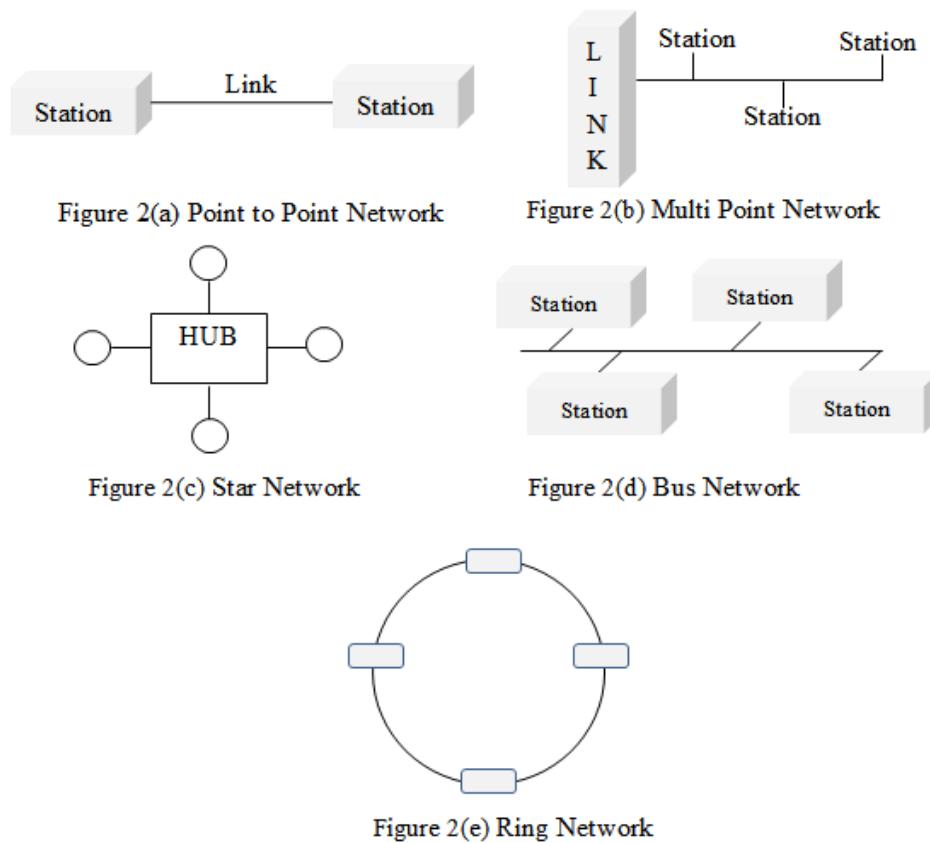 Station
Link
Station
Figure 2(a) Point to Point Network
L
I
N
K
Station
Station
Station
Figure 2(b) Multi Point Network
HUB
Figure 2(c) Star Network
Station
Station
Station
Station
Figure 2(d) Bus Network
Figure 2(e) Ring Network